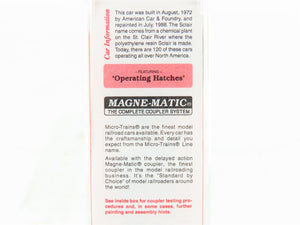 Car Information
This car was built in August, 1972
by American Car & Foundry, and
repainted in July, 1988. The Sclair
name comes from a chemical plant
on the St. Clair River where the
polyethylene resin Sclair is made.
Today, there are 120 of these cars
operating all over North America.
- FEATURING -
'Operating Hatches'
MAGNE-MATIC®
THE COMPLETE COUPLER SYSTEM
Micro-Trains® are the finest model
railroad cars available. Every car has
the craftsmanship and detail you
expect from the Micro-Trains® Line
name.
Available with the delayed action
Magne-Matic® coupler, the finest
coupler in the model railroading
business. It's the "Standard by
Choice" of model railroaders around
the world!
See inside box for coupler testing pro-
cedures and, in some cases, further
painting and assembly hints.